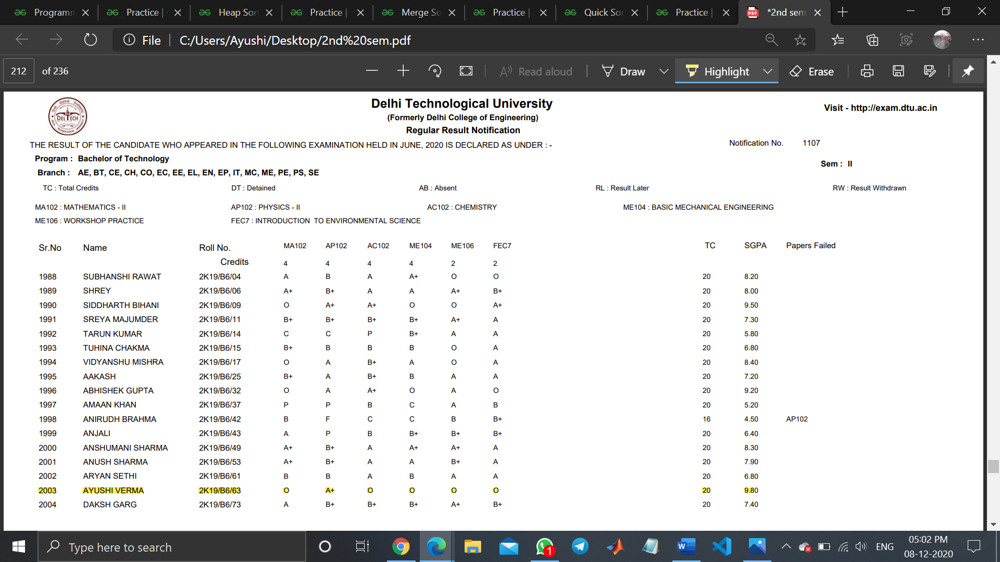 Programm Practice | Heap Sor Practice | Merge So Practice | Quick Sor Practice | PDF *2nd sem
File C:/Users/Ayushi/Desktop/2nd%20sem.pdf
212 of 236 Read aloud Draw Highlight Erase
Delhi Technological University
(Formerly Delhi College of Engineering)
Visit - http://exam.dtu.ac.in
DELTECH
Regular Result Notification
THE RESULT OF THE CANDIDATE WHO APPEARED IN THE FOLLOWING EXAMINATION HELD IN JUNE, 2020 IS DECLARED AS UNDER : - Notification No. 1107
Program : Bachelor of Technology Sem : II
Branch : AE, BT, CE, CH, CO, EC, EE, EL, EN, EP, IT, MC, ME, PE, PS, SE
TC : Total Credits DT : Detained AB : Absent RL : Result Later RW : Result Withdrawn
MA102 : MATHEMATICS - II AP102 : PHYSICS - II AC102 : CHEMISTRY ME104 : BASIC MECHANICAL ENGINEERING
ME106 : WORKSHOP PRACTICE FEC7 : INTRODUCTION TO ENVIRONMENTAL SCIENCE
Sr.No Name Roll No. MA102 AP102 AC102 ME104 ME106 FEC7 TC SGPA Papers Failed
Credits 4 4 4 4 2 2
1988 SUBHANSHI RAWAT 2K19/B6/04 A B A A+ O O 20 8.20
1989 SHREY 2K19/B6/06 A+ B+ A A A+ B+ 20 8.00
1990 SIDDHARTH BIHANI 2K19/B6/09 O A+ A+ O O A+ 20 9.50
1991 SREYA MAJUMDER 2K19/B6/11 B+ B+ B+ B+ A+ A 20 7.30
1992 TARUN KUMAR 2K19/B6/14 C C P B+ A A 20 5.80
1993 TUHINA CHAKMA 2K19/B6/15 B+ B B B O A 20 6.80
1994 VIDYANSHU MISHRA 2K19/B6/17 O A B+ A O A 20 8.40
1995 AAKASH 2K19/B6/25 B+ A B+ B A A 20 7.20
1996 ABHISHEK GUPTA 2K19/B6/32 O A A+ O A O 20 9.20
1997 AMAAN KHAN 2K19/B6/37 P P B C A B 20 5.20
1998 ANIRUDH BRAHMA 2K19/B6/42 B F C C B B+ 16 4.50 AP102
1999 ANJALI 2K19/B6/43 A P B B+ B+ B+ 20 6.40
2000 ANSHUMANI SHARMA 2K19/B6/49 A+ B+ A A+ A+ A 20 8.30
2001 ANUSH SHARMA 2K19/B6/53 A+ B+ A A B+ A 20 7.90
2002 ARYAN SETHI 2K19/B6/61 B B A B A A 20 6.80
2003 AYUSHI VERMA 2K19/B6/63 O A+ O O O O 20 9.80
2004 DAKSH GARG 2K19/B6/73 A B+ B+ B+ A+ B+ 20 7.40
Type here to search 1 ENG 05:02 PM
08-12-2020